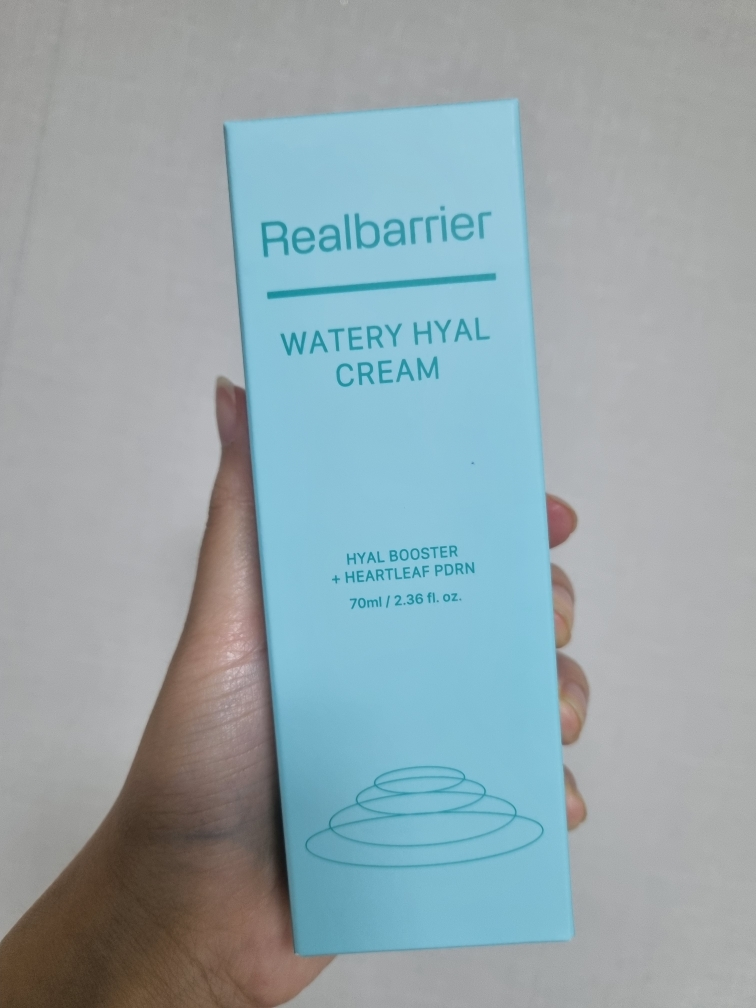 Realbarrier
WATERY HYAL
CREAM
HYAL BOOSTER
+ HEARTLEAF PDRN
70ml / 2.36 fl. oz.